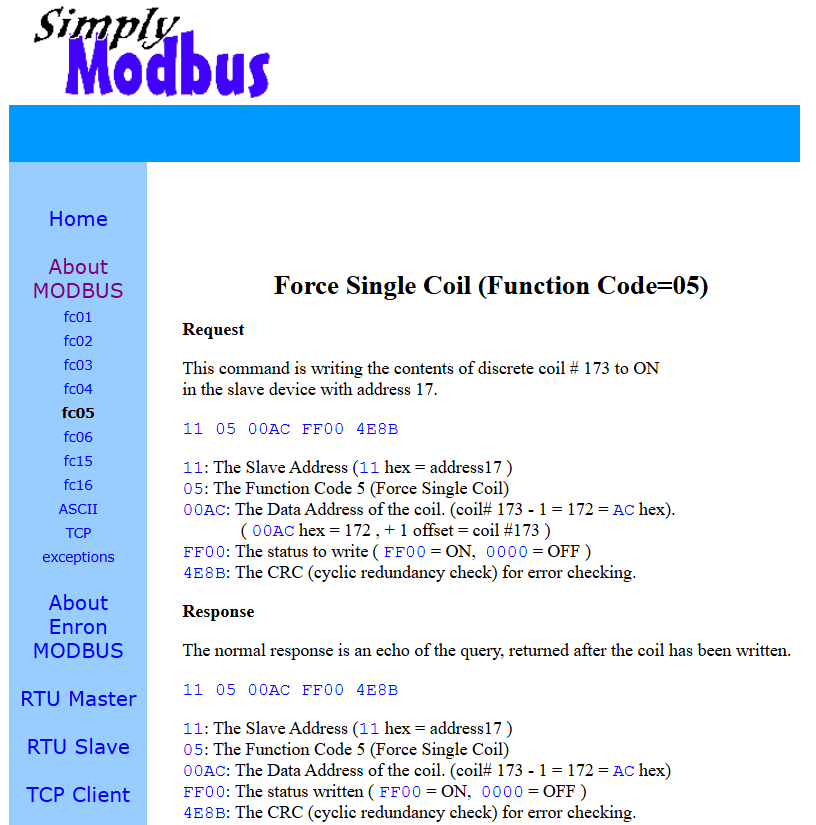 Simply
Modbus
Home
About
MODBUS
fc01
fc02
fc03
fc04
fc05
fc06
fc15
fc16
ASCII
TCP
exceptions
About
Enron
MODBUS
RTU Master
RTU Slave
TCP Client
Force Single Coil (Function Code=05)
Request
This command is writing the contents of discrete coil # 173 to ON
in the slave device with address 17.
11 05 00AC FF00 4E8B
11: The Slave Address (11 hex = address17 )
05: The Function Code 5 (Force Single Coil)
00AC: The Data Address of the coil. (coil# 173 - 1 = 172 = AC hex).
( 00AC hex = 172 , + 1 offset = coil #173 )
FF00: The status to write ( FF00 = ON, 0000 = OFF )
4E8B: The CRC (cyclic redundancy check) for error checking.
Response
The normal response is an echo of the query, returned after the coil has been written.
11 05 00AC FF00 4E8B
11: The Slave Address (11 hex = address17 )
05: The Function Code 5 (Force Single Coil)
00AC: The Data Address of the coil. (coil# 173 - 1 = 172 = AC hex)
FF00: The status written ( FF00 = ON, 0000 = OFF )
4E8B: The CRC (cyclic redundancy check) for error checking.